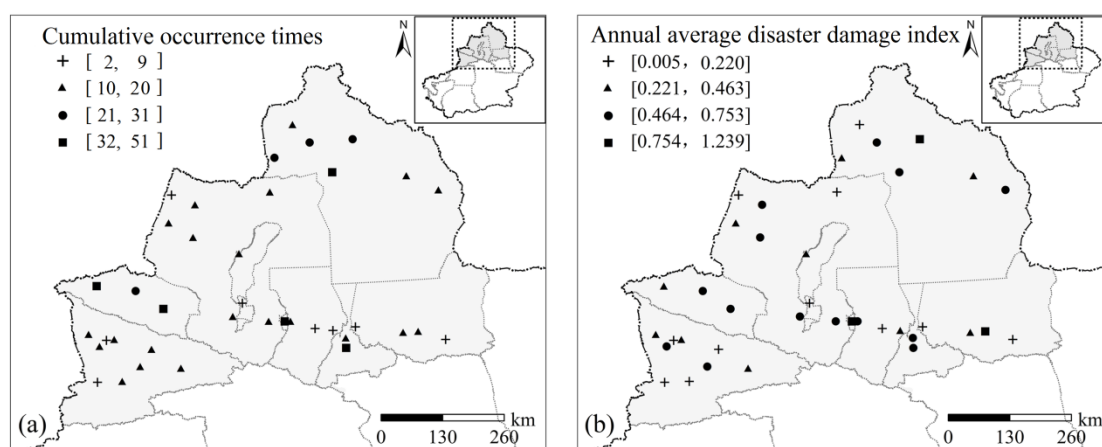 Cumulative occurrence times
[ 2, 9 ]
[ 10, 20 ]
[ 21, 31 ]
[ 32, 51 ]
N
(a)
km
0 130 260
Annual average disaster damage index
[0.005, 0.220]
[0.221, 0.463]
[0.464, 0.753]
[0.754, 1.239]
N
(b)
km
0 130 260